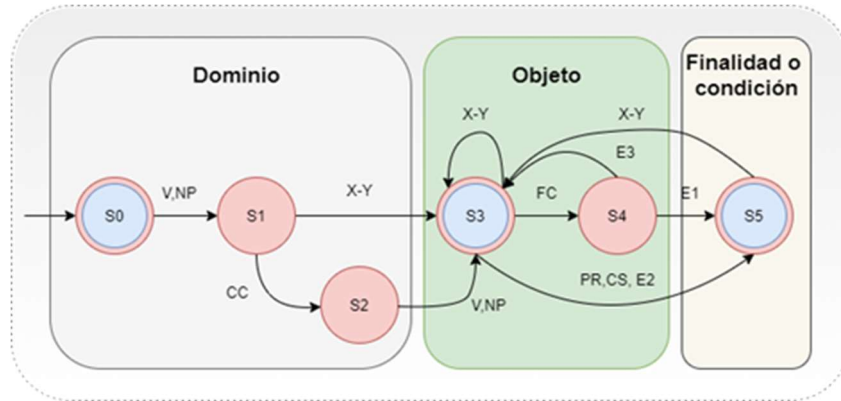 Dominio
Objeto
Finalidad o
condición
X-Y
X-Y
E3
V,NP
X-Y
FC
E1
S0
S1
S3
S4
S5
CC
PR,CS, E2
S2
V,NP